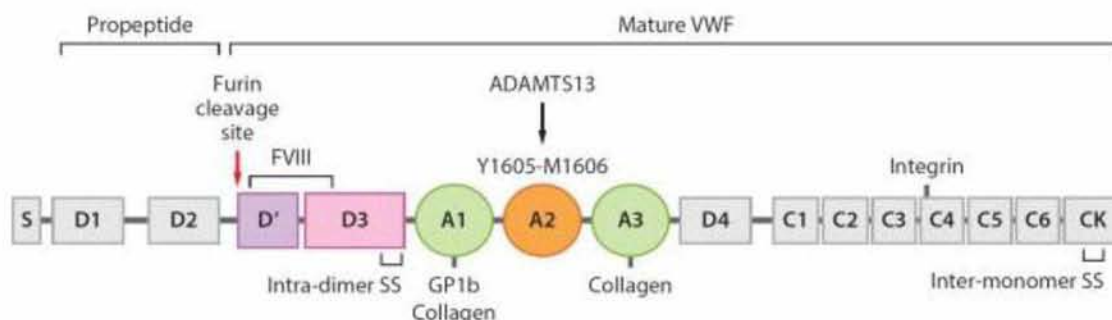 Propeptide
Mature VWF
Furin
cleavage
site
ADAMTS13
FVIII
Y1605-M1606
Integrin
S D1 D2 D' D3 A1 A2 A3 D4 C1 C2 C3 C4 C5 C6 CK
Intra-dimer SS
GP1b
Collagen
Collagen
Inter-monomer SS